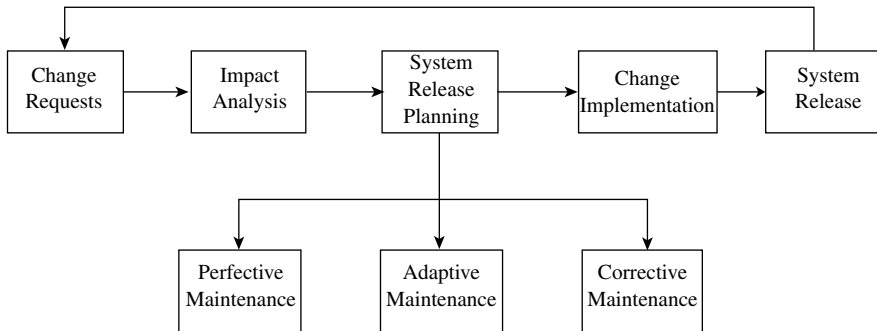 Change
Requests
Impact
Analysis
System
Release
Planning
Change
Implementation
System
Release
Perfective
Maintenance
Adaptive
Maintenance
Corrective
Maintenance